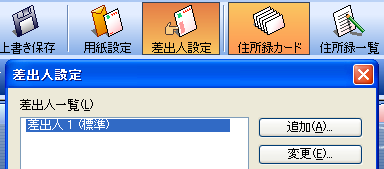 上書き保存 用紙設定 差出人設定 住所録カード 住所録一覧
差出人設定
差出人一覧(L)
差出人 1 (標準)
追加(A)...
変更(E)...